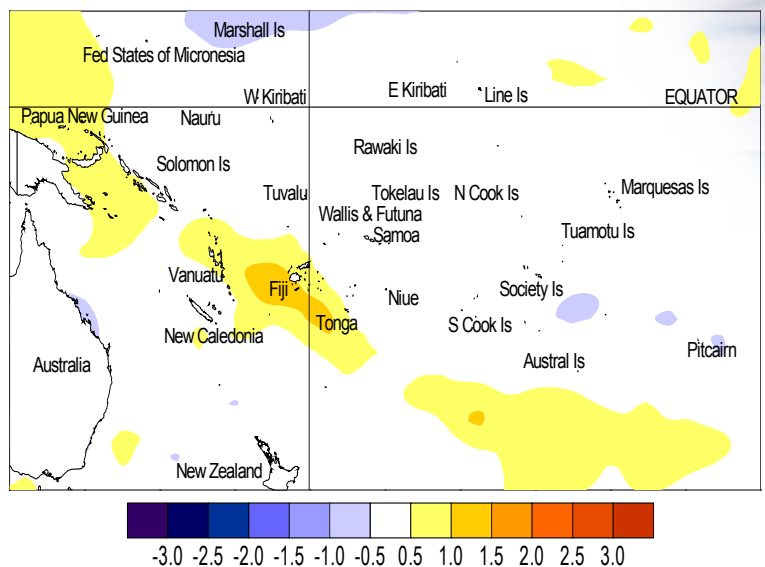 Marshall Is
Fed States of Micronesia
W Kiribati
E Kiribati
Line Is
EQUATOR
Papua New Guinea
Nauru
Rawaki Is
Solomon Is
Tuvalu
Tokelau Is
N Cook Is
Marquesas Is
Wallis & Futuna
Samoa
Tuamotu Is
Vanuatu
Fiji
Niue
Society Is
New Caledonia
Tonga
S Cook Is
Australia
Austral Is
Pitcairn
New Zealand
-3.0 -2.5 -2.0 -1.5 -1.0 -0.5 0.5 1.0 1.5 2.0 2.5 3.0